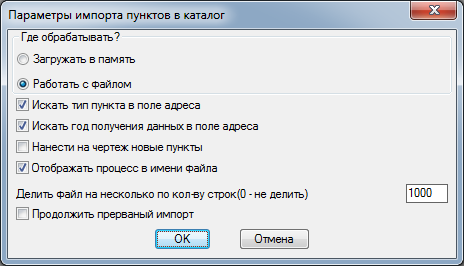 Параметры импорта пунктов в каталог
Где обрабатывать?
Загружать в память
Работать с файлом
Искать тип пункта в поле адреса
Искать год получения данных в поле адреса
Нанести на чертеж новые пункты
Отображать процесс в имени файла
Делить файл на несколько по кол-ву строк(0 - не делить) 1000
Продолжить прерваный импорт
OK Отмена